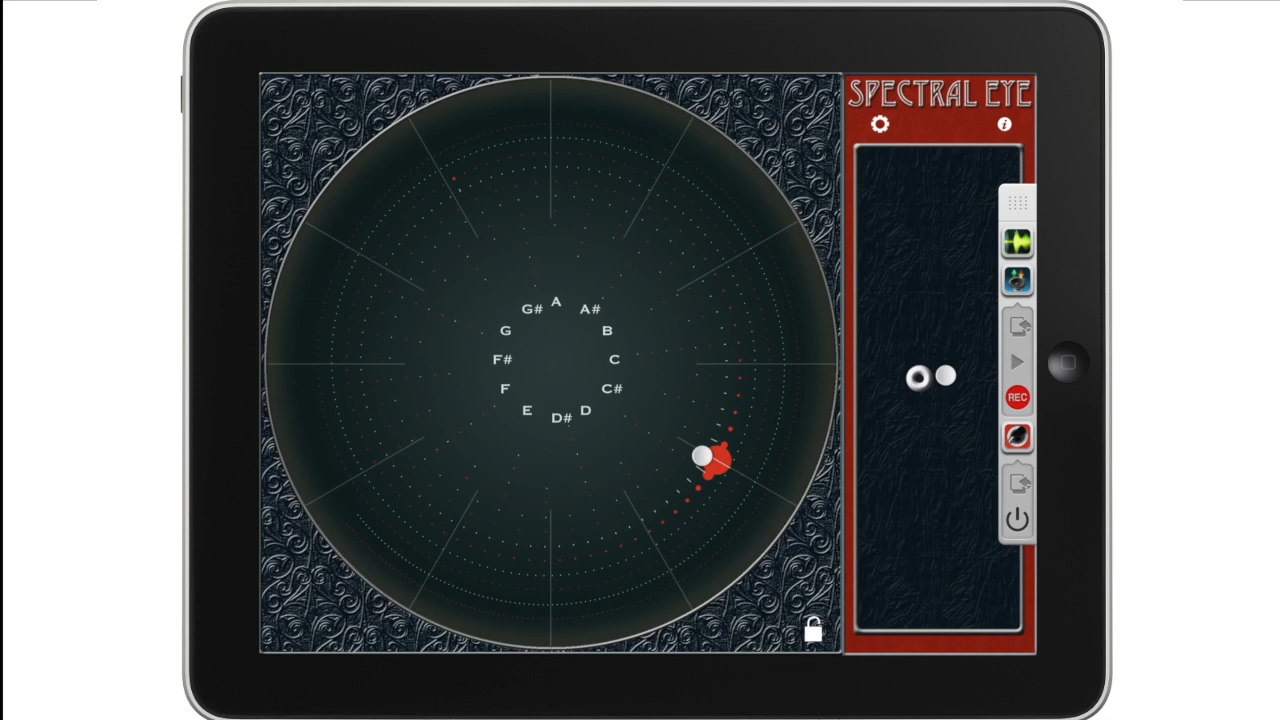 SPECTRAL EYE
i
A
G# A#
G B
F# C
F C#
E D
D#
REC